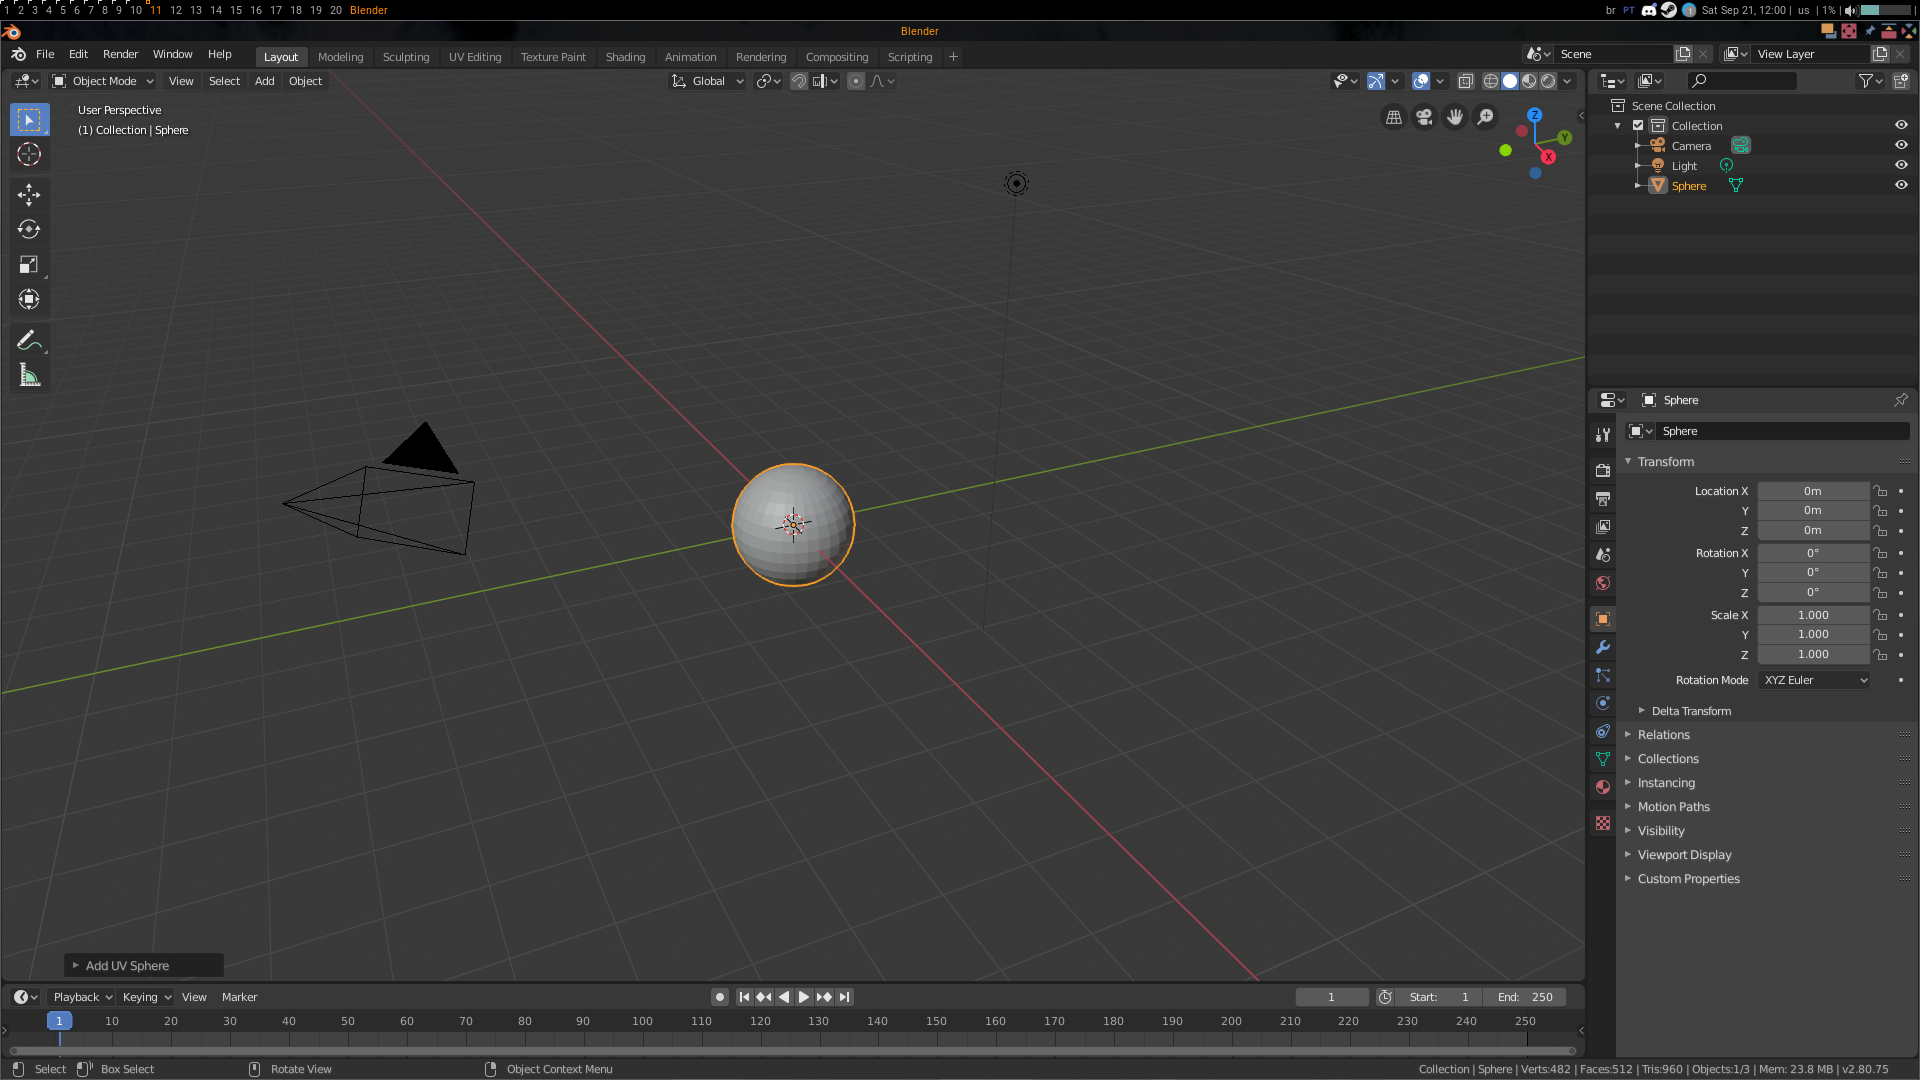 1 2 3 4 5 6 7 8 9 10 11 12 13 14 15 16 17 18 19 20 Blender
br PT Sat Sep 21, 12:00 | us | 1% |
Blender
File Edit Render Window Help
Layout Modeling Sculpting UV Editing Texture Paint Shading Animation Rendering Compositing Scripting +
Scene
View Layer
Object Mode View Select Add Object
Global
User Perspective
(1) Collection | Sphere
Z
Y
X
Scene Collection
Collection
Camera
Light
Sphere
Sphere
Sphere
Transform
Location X 0m
Y 0m
Z 0m
Rotation X 0°
Y 0°
Z 0°
Scale X 1.000
Y 1.000
Z 1.000
Rotation Mode XYZ Euler
Delta Transform
Relations
Collections
Instancing
Motion Paths
Visibility
Viewport Display
Custom Properties
Add UV Sphere
Playback Keying View Marker
1
Start: 1 End: 250
1 10 20 30 40 50 60 70 80 90 100 110 120 130 140 150 160 170 180 190 200 210 220 230 240 250
Select Box Select Rotate View Object Context Menu
Collection | Sphere | Verts:482 | Faces:512 | Tris:960 | Objects:1/3 | Mem: 23.8 MB | v2.80.75